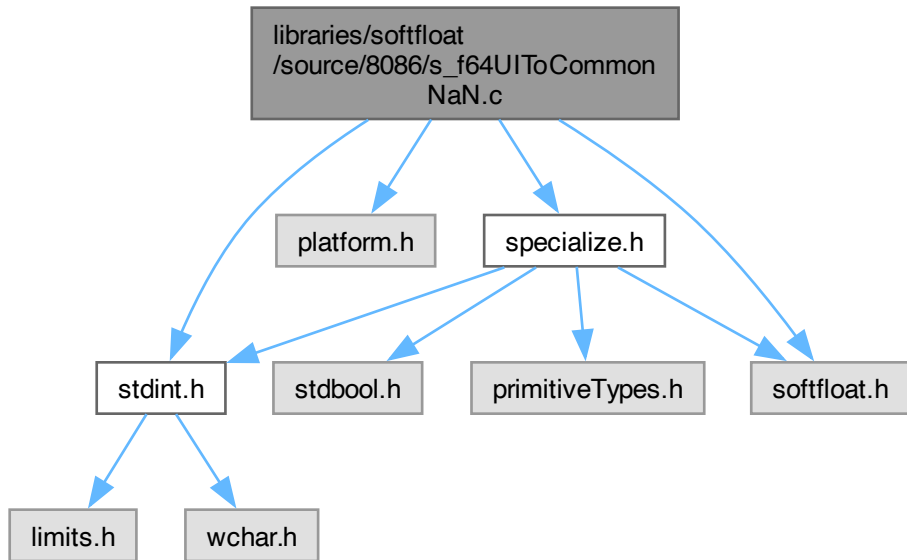 libraries/softfloat
/source/8086/s_f64UIToCommon
NaN.c
platform.h
specialize.h
stdint.h
stdbool.h
primitiveTypes.h
softfloat.h
limits.h
wchar.h